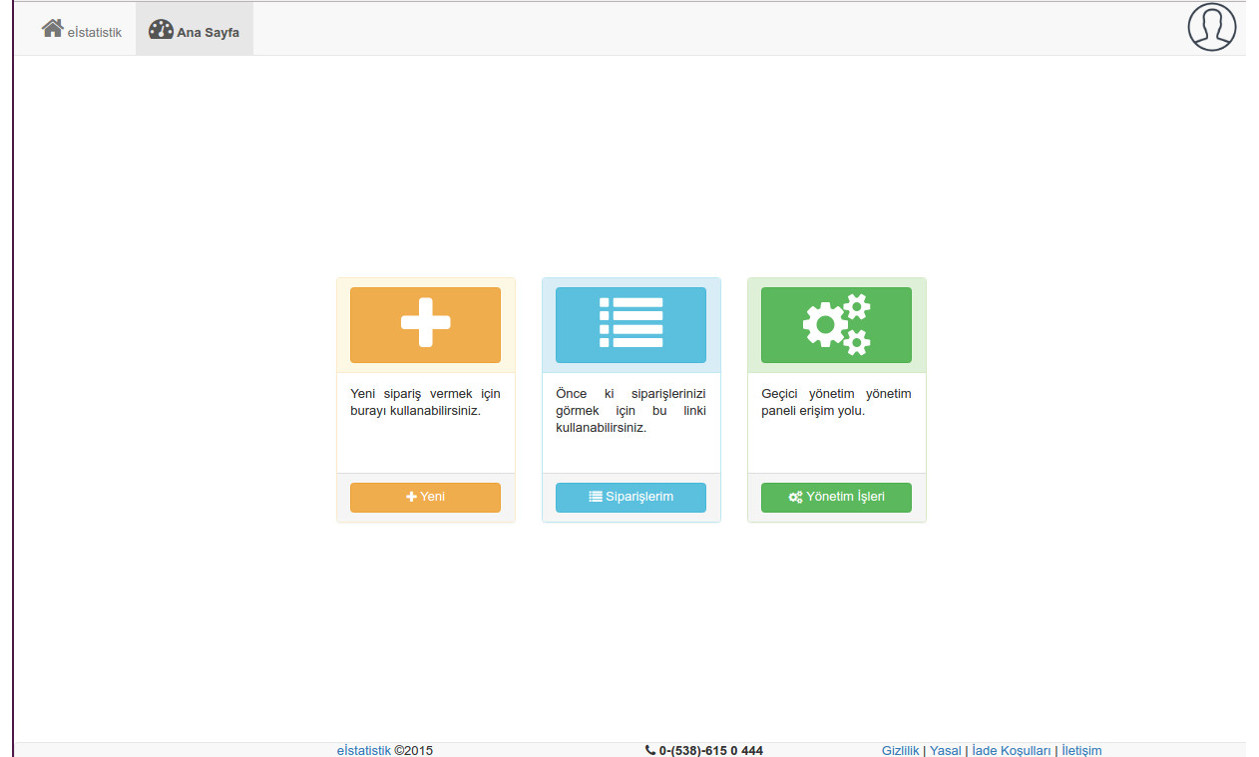 eİstatistik
Ana Sayfa
Yeni sipariş vermek için
burayı kullanabilirsiniz.
Önce ki siparişlerinizi
görmek için bu linki
kullanabilirsiniz.
Geçici yönetim yönetim
paneli erişim yolu.
Yeni
Siparişlerim
Yönetim İşleri
eİstatistik ©2015
0-(538)-615 0 444
Gizlilik | Yasal | İade Koşulları | İletişim